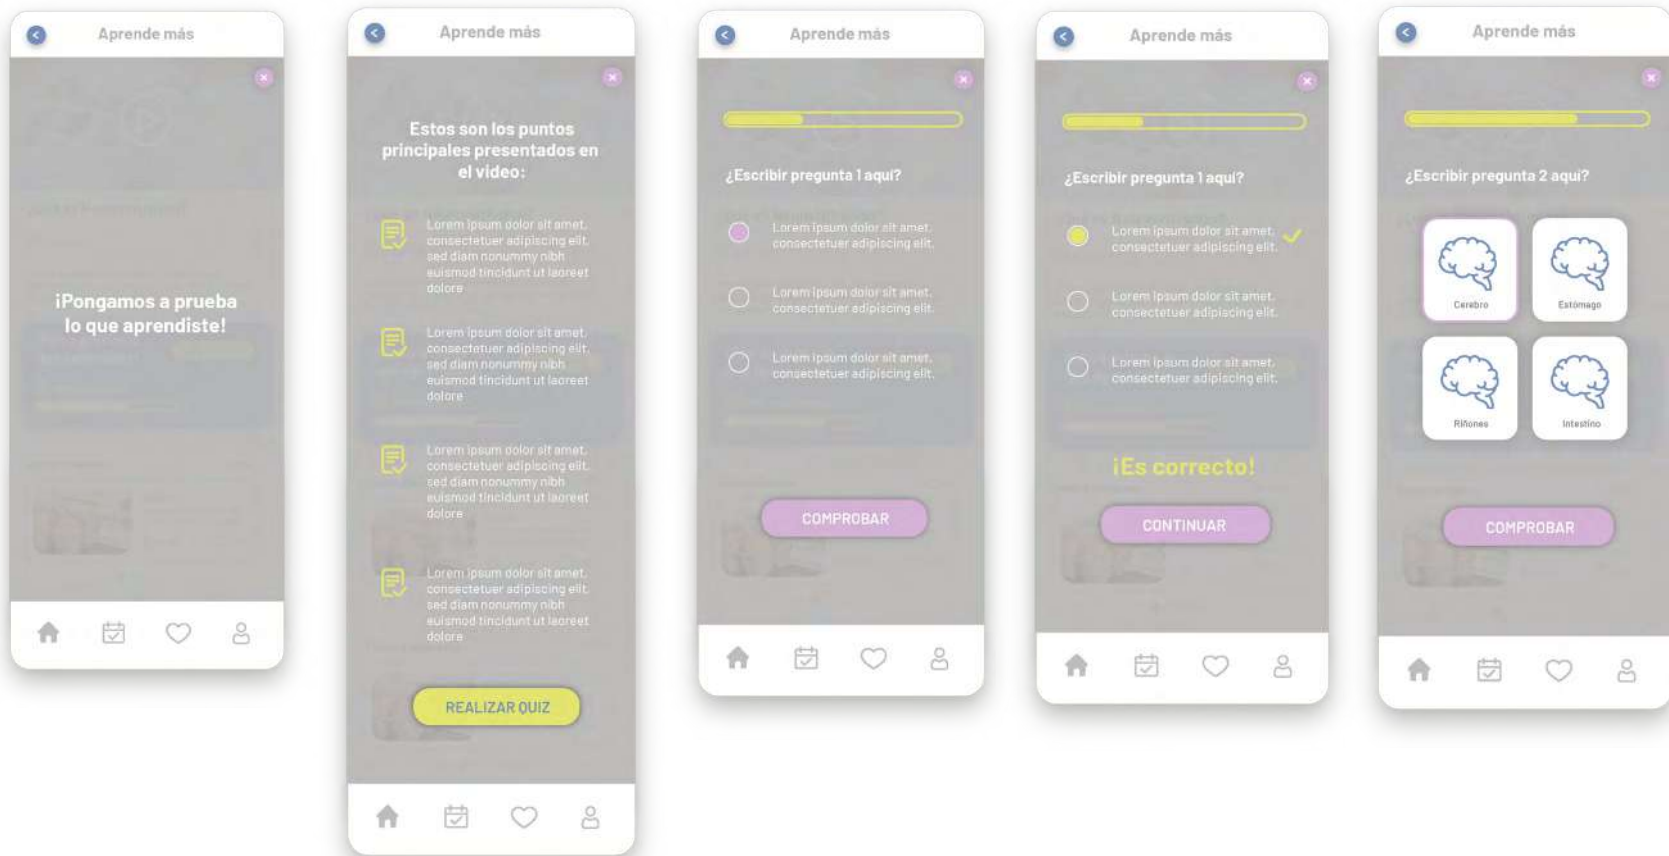 Aprende más
¡Pongamos a prueba
lo que aprendiste!
Aprende más
Estos son los puntos
principales presentados en
el video:
Lorem ipsum dolor sit amet,
consectetuer adipiscing elit,
sed diam nonummy nibh
euismod tincidunt ut laoreet
dolore
Lorem ipsum dolor sit amet,
consectetuer adipiscing elit,
sed diam nonummy nibh
euismod tincidunt ut laoreet
dolore
Lorem ipsum dolor sit amet,
consectetuer adipiscing elit,
sed diam nonummy nibh
euismod tincidunt ut laoreet
dolore
Lorem ipsum dolor sit amet,
consectetuer adipiscing elit,
sed diam nonummy nibh
euismod tincidunt ut laoreet
dolore
REALIZAR QUIZ
Aprende más
¿Escribir pregunta 1 aquí?
Lorem ipsum dolor sit amet,
consectetuer adipiscing elit.
Lorem ipsum dolor sit amet,
consectetuer adipiscing elit.
Lorem ipsum dolor sit amet,
consectetuer adipiscing elit.
COMPROBAR
Aprende más
¿Escribir pregunta 1 aquí?
Lorem ipsum dolor sit amet,
consectetuer adipiscing elit.
Lorem ipsum dolor sit amet,
consectetuer adipiscing elit.
Lorem ipsum dolor sit amet,
consectetuer adipiscing elit.
¡Es correcto!
CONTINUAR
Aprende más
¿Escribir pregunta 2 aquí?
Cerebro
Estómago
Riñones
Intestino
COMPROBAR